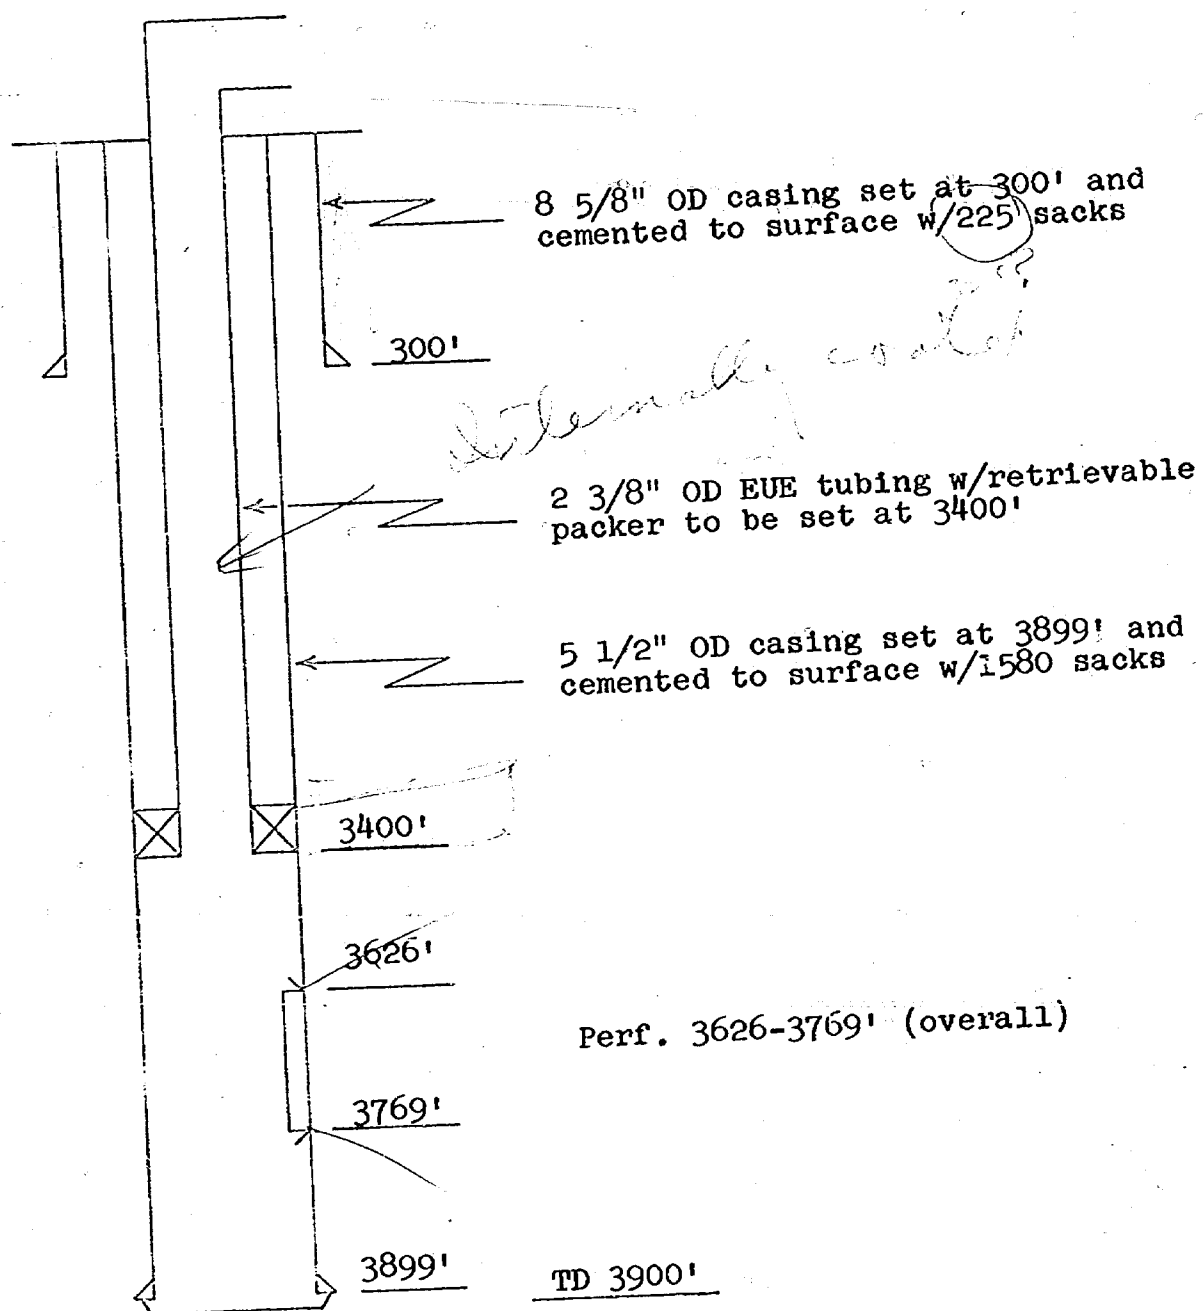 8 5/8" OD casing set at 300' and
cemented to surface w/225 sacks
300'
internally coated ??
2 3/8" OD EUE tubing w/retrievable
packer to be set at 3400'
5 1/2" OD casing set at 3899' and
cemented to surface w/1580 sacks
3400'
3626'
Perf. 3626-3769' (overall)
3769'
3899' TD 3900'